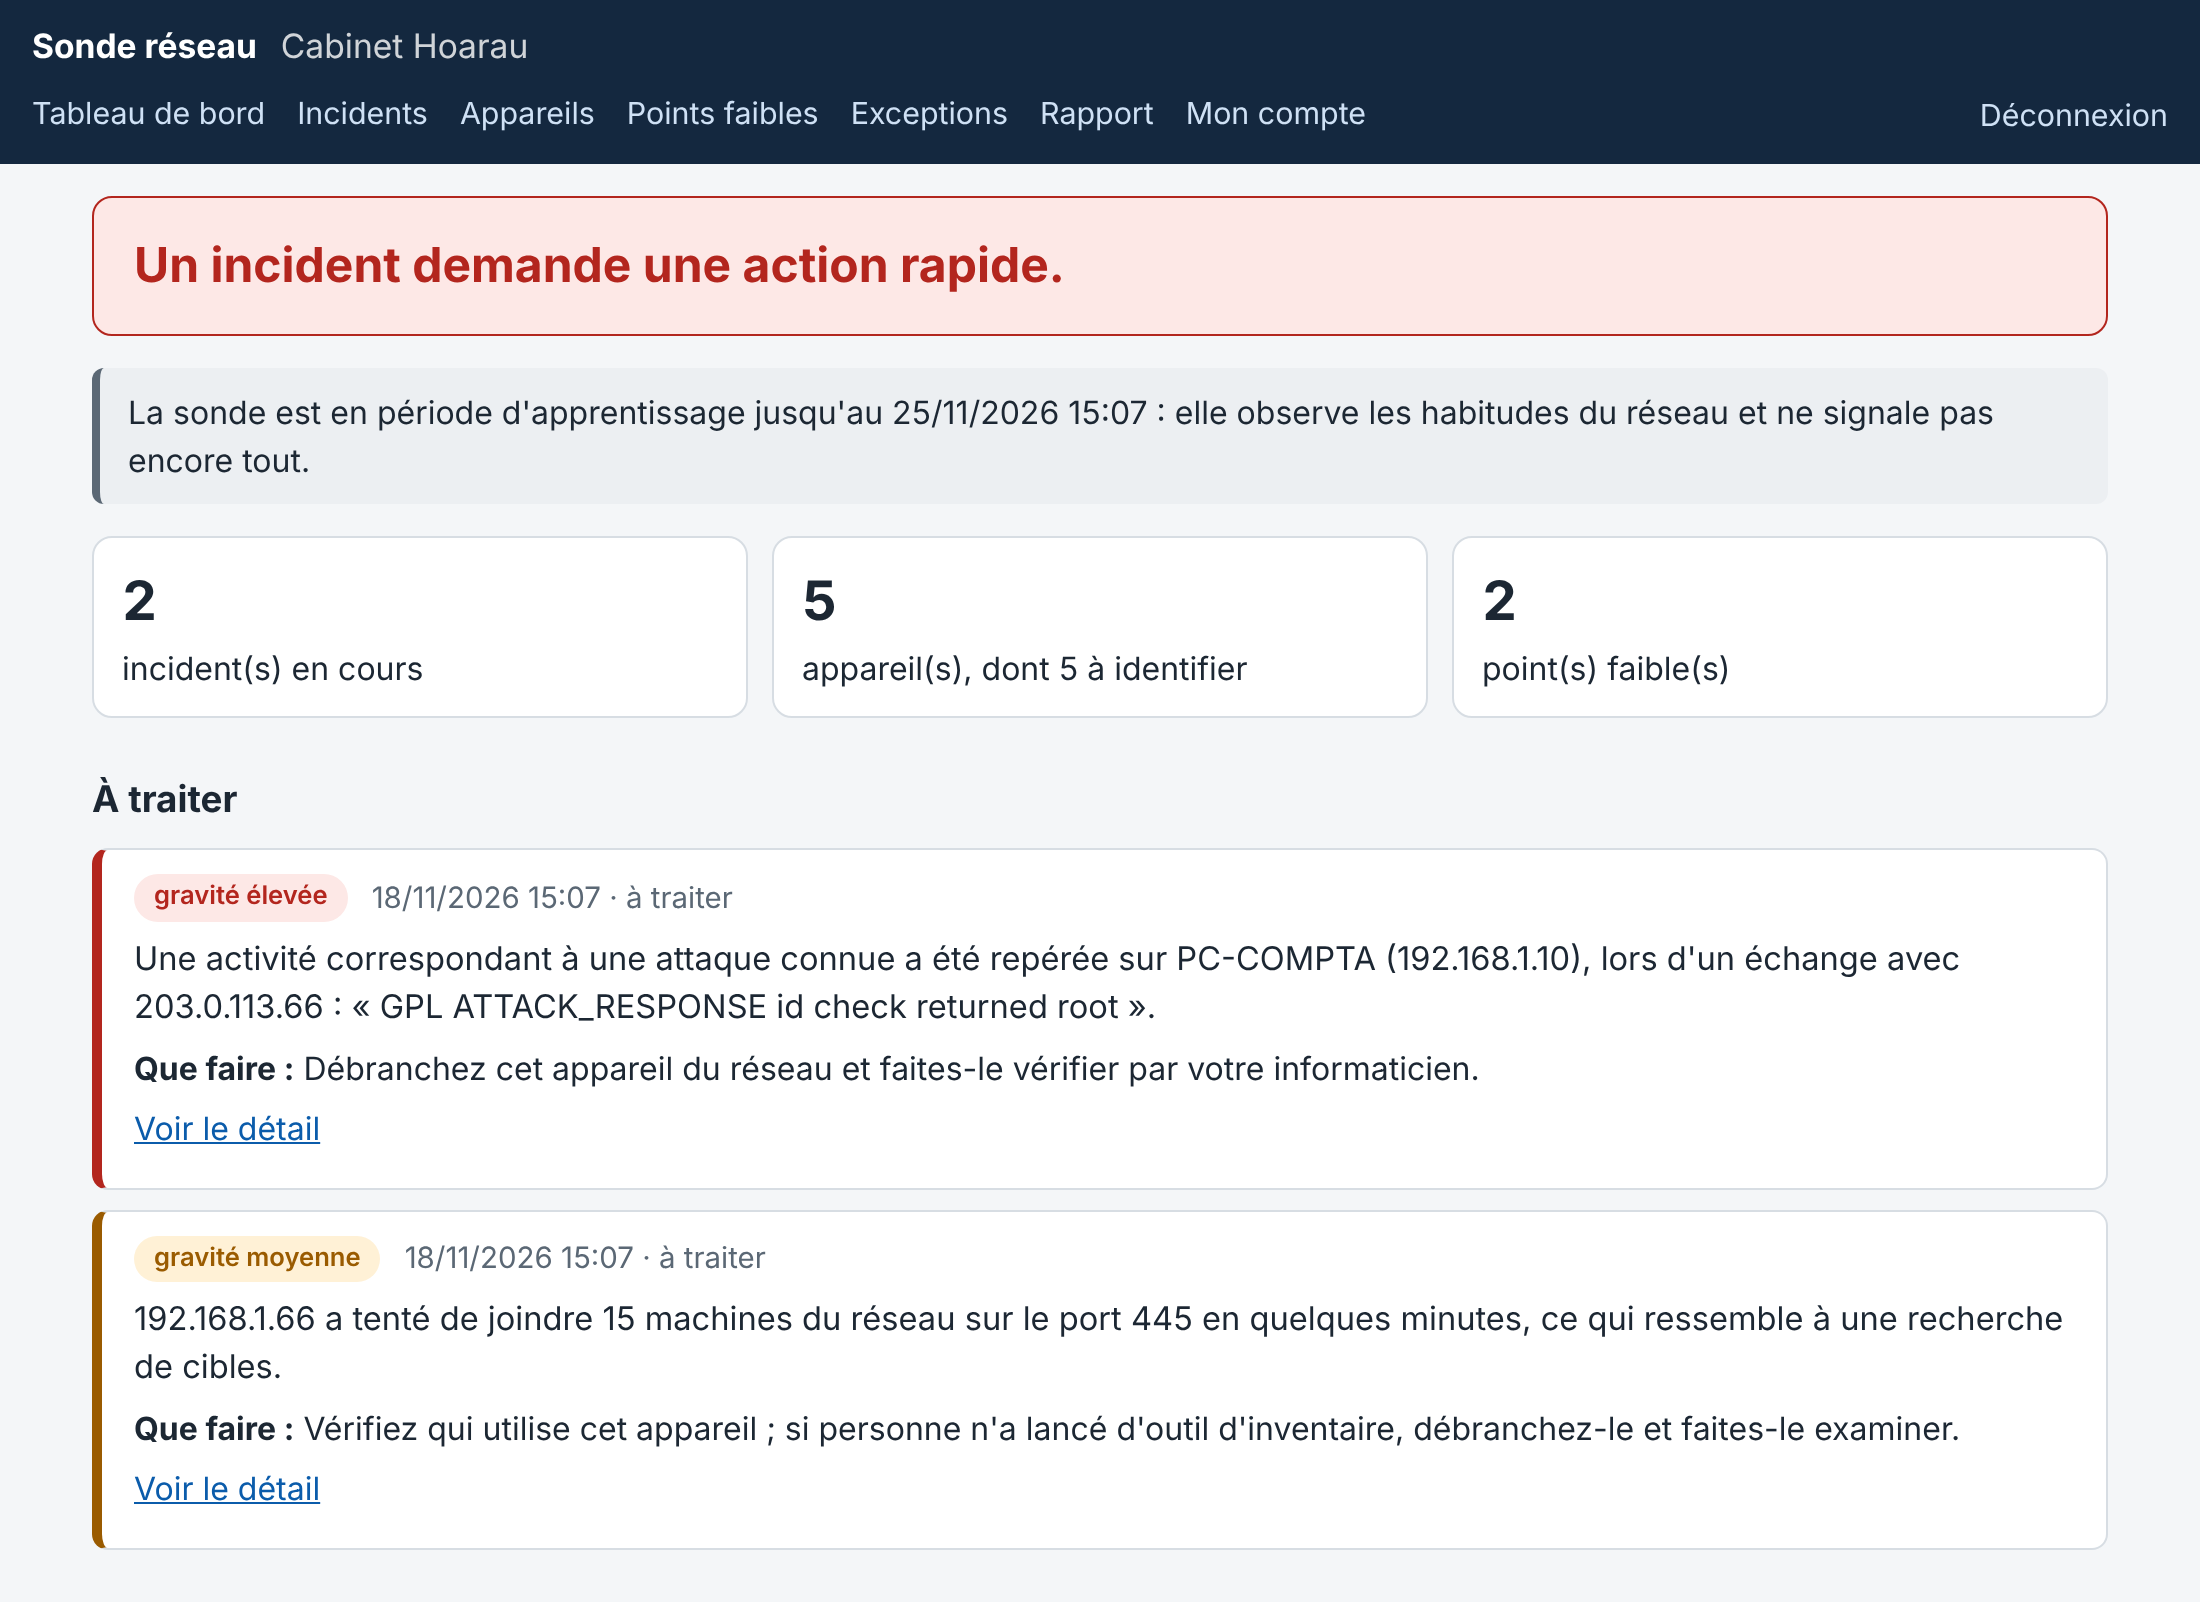 Sonde réseau Cabinet Hoarau
Tableau de bord Incidents Appareils Points faibles Exceptions Rapport Mon compte Déconnexion
Un incident demande une action rapide.
La sonde est en période d'apprentissage jusqu'au 25/11/2026 15:07 : elle observe les habitudes du réseau et ne signale pas
encore tout.
2
incident(s) en cours
5
appareil(s), dont 5 à identifier
2
point(s) faible(s)
À traiter
gravité élevée 18/11/2026 15:07 · à traiter
Une activité correspondant à une attaque connue a été repérée sur PC-COMPTA (192.168.1.10), lors d'un échange avec
203.0.113.66 : « GPL ATTACK_RESPONSE id check returned root ».
Que faire : Débranchez cet appareil du réseau et faites-le vérifier par votre informaticien.
Voir le détail
gravité moyenne 18/11/2026 15:07 · à traiter
192.168.1.66 a tenté de joindre 15 machines du réseau sur le port 445 en quelques minutes, ce qui ressemble à une recherche
de cibles.
Que faire : Vérifiez qui utilise cet appareil ; si personne n'a lancé d'outil d'inventaire, débranchez-le et faites-le examiner.
Voir le détail